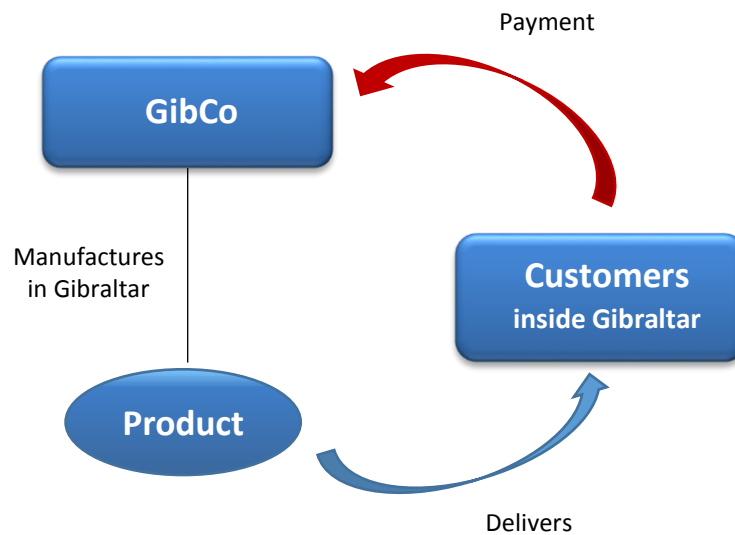 Payment
GibCo
Manufactures
in Gibraltar
Customers
inside Gibraltar
Product
Delivers